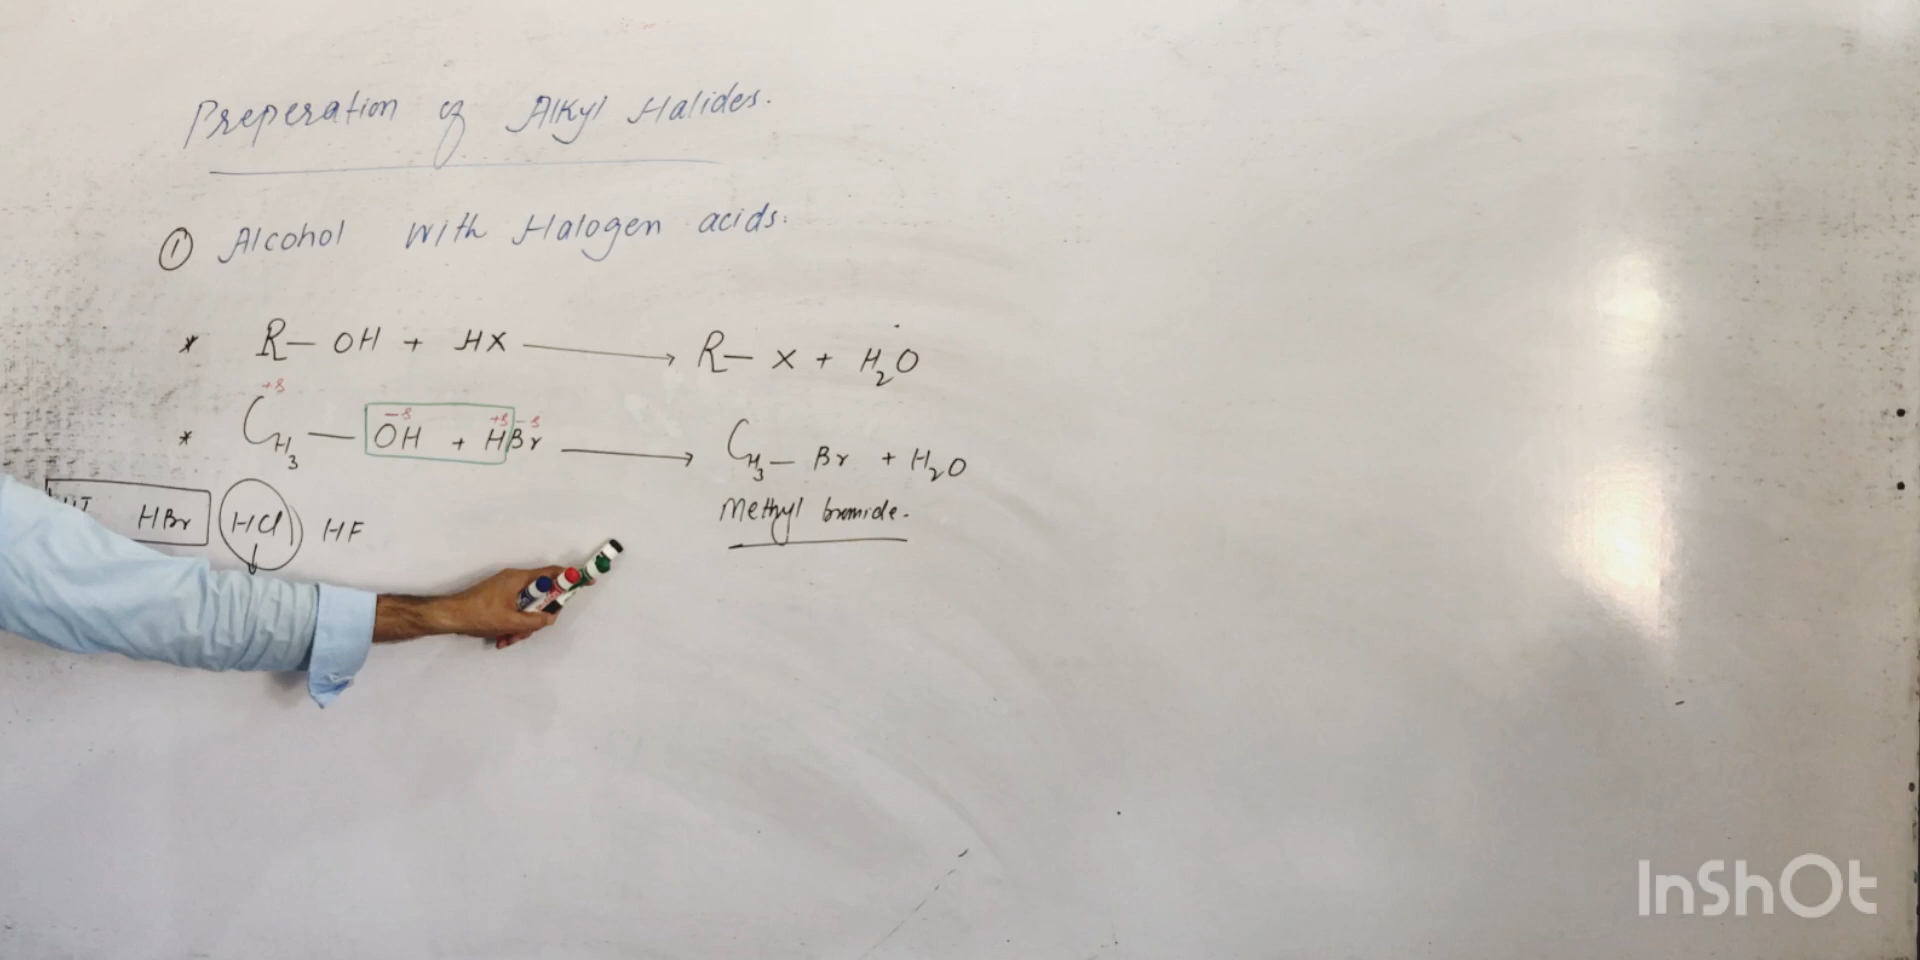 Preperation of Alkyl Halides.
① Alcohol with Halogen acids.
* R— OH + HX ⟶ R— X + H₂O
+δ −δ +δ −δ
* CH₃ — OH + HBr ⟶ CH₃ — Br + H₂O
HBr HCl HF
Methyl bromide.
InShOt